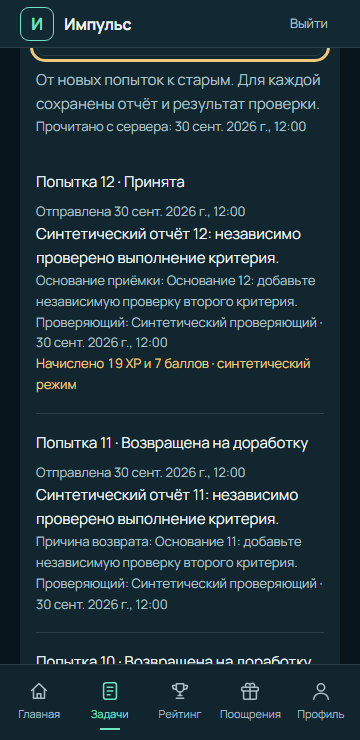 И Импульс Выйти
От новых попыток к старым. Для каждой
сохранены отчёт и результат проверки.
Прочитано с сервера: 30 сент. 2026 г., 12:00
Попытка 12 · Принята
Отправлена 30 сент. 2026 г., 12:00
Синтетический отчёт 12: независимо
проверено выполнение критерия.
Основание приёмки: Основание 12: добавьте
независимую проверку второго критерия.
Проверяющий: Синтетический проверяющий ·
30 сент. 2026 г., 12:00
Начислено 19 XP и 7 баллов · синтетический
режим
Попытка 11 · Возвращена на доработку
Отправлена 30 сент. 2026 г., 12:00
Синтетический отчёт 11: независимо
проверено выполнение критерия.
Причина возврата: Основание 11: добавьте
независимую проверку второго критерия.
Проверяющий: Синтетический проверяющий ·
30 сент. 2026 г., 12:00
Попытка 10 · Возвращена на доработку
Главная Задачи Рейтинг Поощрения Профиль